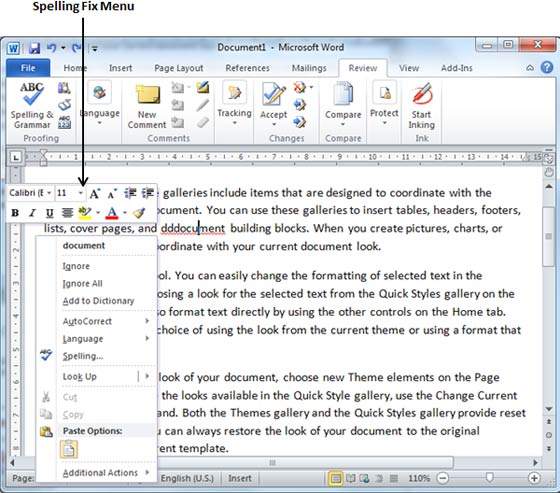 Spelling Fix Menu
Document1 - Microsoft Word
File Home Insert Page Layout References Mailings Review View Add-Ins
ABC Spelling & Grammar ABC 123 Language New Comment Tracking Accept Compare Protect Start Inking
Proofing Comments Changes Compare Ink
Calibri (E 11 A A
B I U ab A
galleries include items that are designed to coordinate with the
ocument. You can use these galleries to insert tables, headers, footers,
lists, cover pages, and dddocument building blocks. When you create pictures, charts, or
oordinate with your current document look.
ool. You can easily change the formatting of selected text in the
osing a look for the selected text from the Quick Styles gallery on the
so format text directly by using the other controls on the Home tab.
choice of using the look from the current theme or using a format that
look of your document, choose new Theme elements on the Page
the looks available in the Quick Style gallery, use the Change Current
and. Both the Themes gallery and the Quick Styles gallery provide reset
can always restore the look of your document to the original
rent template.
document
Ignore
Ignore All
Add to Dictionary
AutoCorrect
Language
Spelling...
Look Up
Cut
Copy
Paste Options:
Additional Actions
Page: English (U.S.) Insert 110%